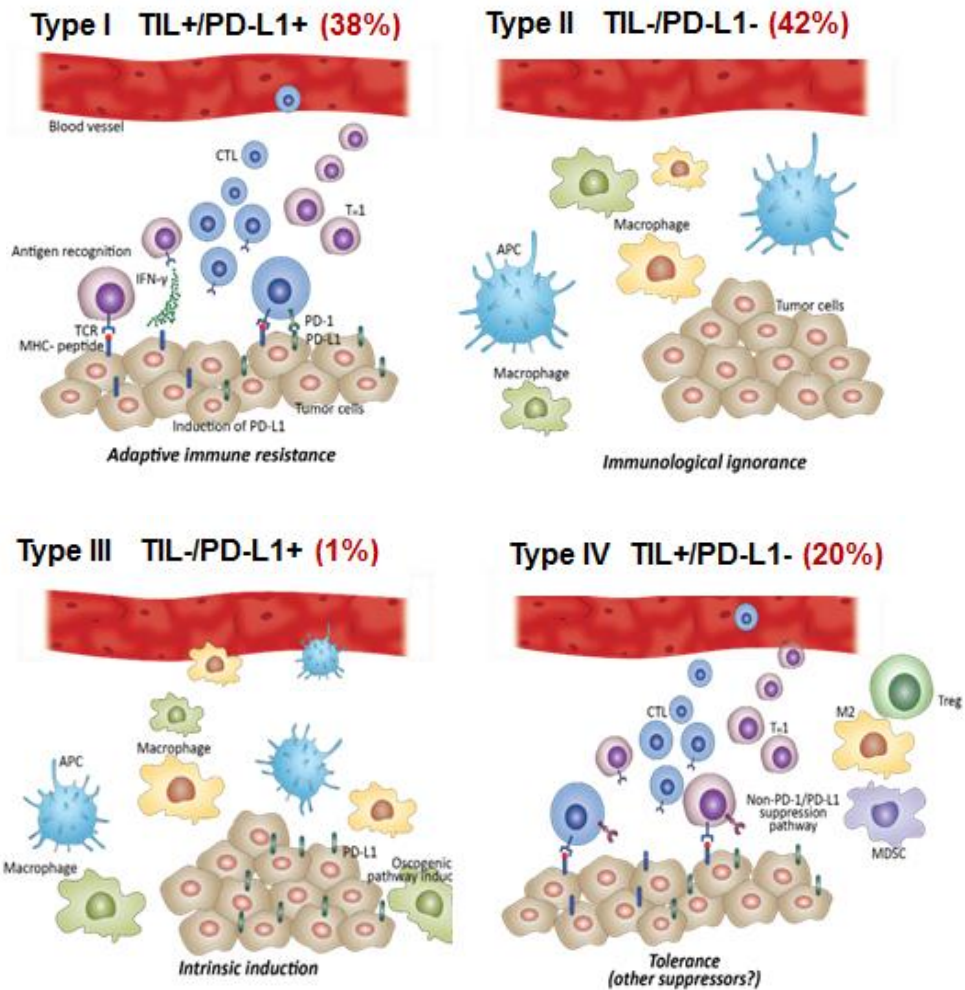 Type I TIL+/PD-L1+ (38%)
Blood vessel
CTL
Tₕ1
Antigen recognition
IFN-γ
TCR
MHC- peptide
PD-1
PD-L1
Tumor cells
Induction of PD-L1
Adaptive immune resistance
Type II TIL-/PD-L1- (42%)
Macrophage
APC
Tumor cells
Macrophage
Immunological ignorance
Type III TIL-/PD-L1+ (1%)
Macrophage
APC
PD-L1
Macrophage
Oscogenic
pathway induc
Intrinsic induction
Type IV TIL+/PD-L1- (20%)
Treg
M2
CTL
Tₕ1
Non-PD-1/PD-L1
suppression
pathway
MDSC
Tolerance
(other suppressors?)